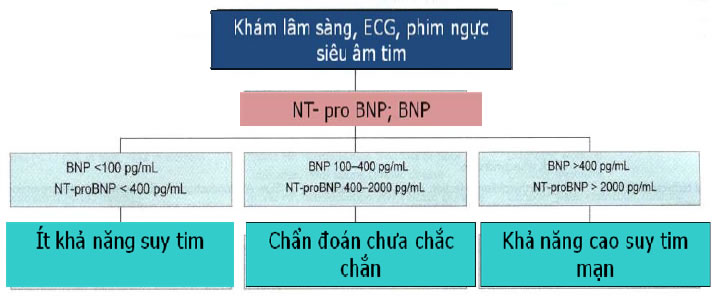 Khám lâm sàng, ECG, phim ngực
siêu âm tim
NT- pro BNP; BNP
BNP <100 pg/mL
NT-proBNP < 400 pg/mL
BNP 100–400 pg/mL
NT-proBNP 400–2000 pg/mL
BNP >400 pg/mL
NT-proBNP > 2000 pg/mL
Ít khả năng suy tim
Chẩn đoán chưa chắc
chắn
Khả năng cao suy tim
mạn